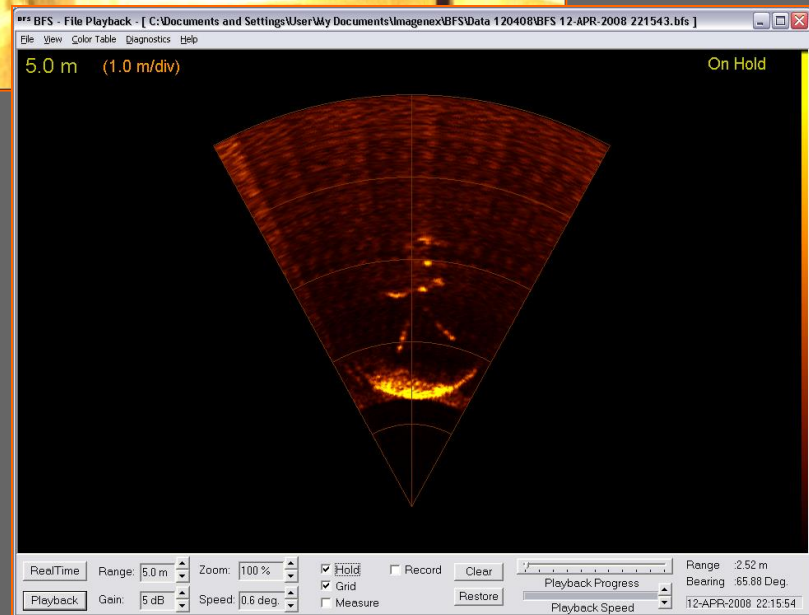 BFS BFS - File Playback - [ C:\Documents and Settings\User\My Documents\Imagenex\BFS\Data 120408\BFS 12-APR-2008 221543.bfs ]
File View Color Table Diagnostics Help
5.0 m (1.0 m/div) On Hold
RealTime Range: 5.0 m Zoom: 100 % Hold Record Clear Range :2.52 m
Grid Playback Progress Bearing :65.88 Deg.
Playback Gain: 5 dB Speed: 0.6 deg. Measure Restore Playback Speed 12-APR-2008 22:15:54